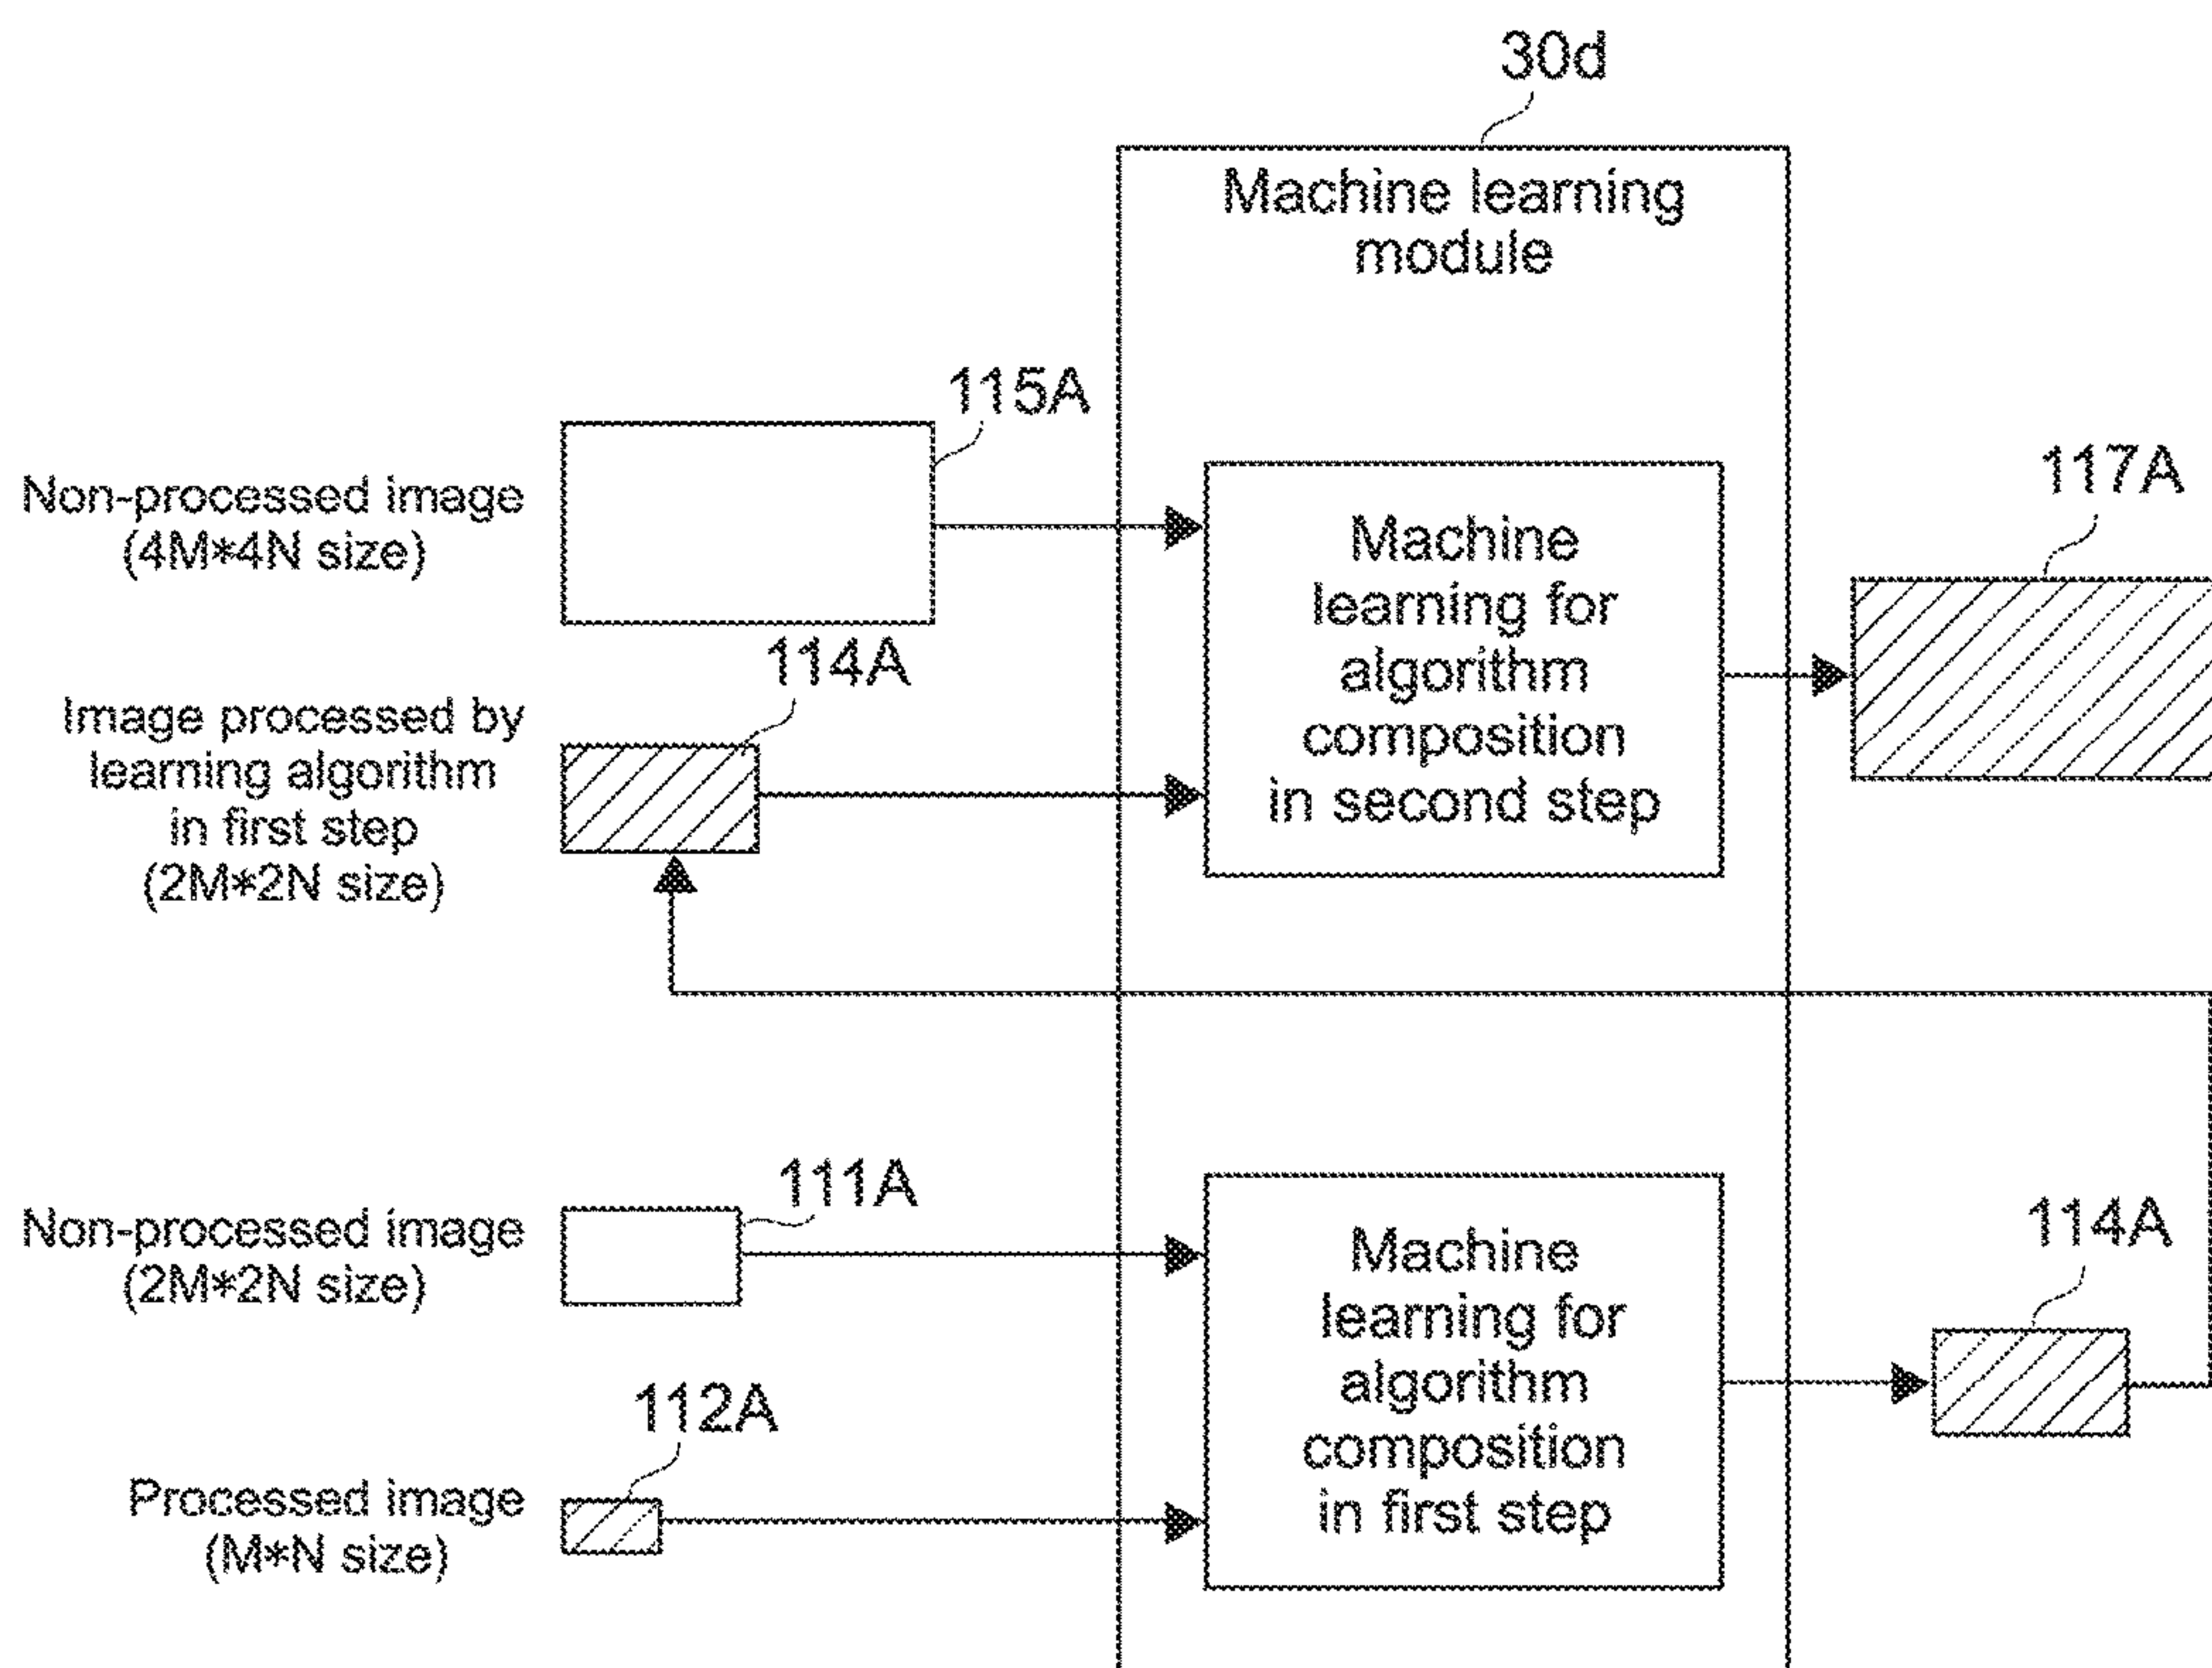 30d
Machine learning
module
115A
Non-processed image
(4M*4N size)
114A
Image processed by
learning algorithm
in first step
(2M*2N size)
Machine
learning for
algorithm
composition
in second step
117A
111A
Non-processed image
(2M*2N size)
112A
Processed image
(M*N size)
Machine
learning for
algorithm
composition
in first step
114A